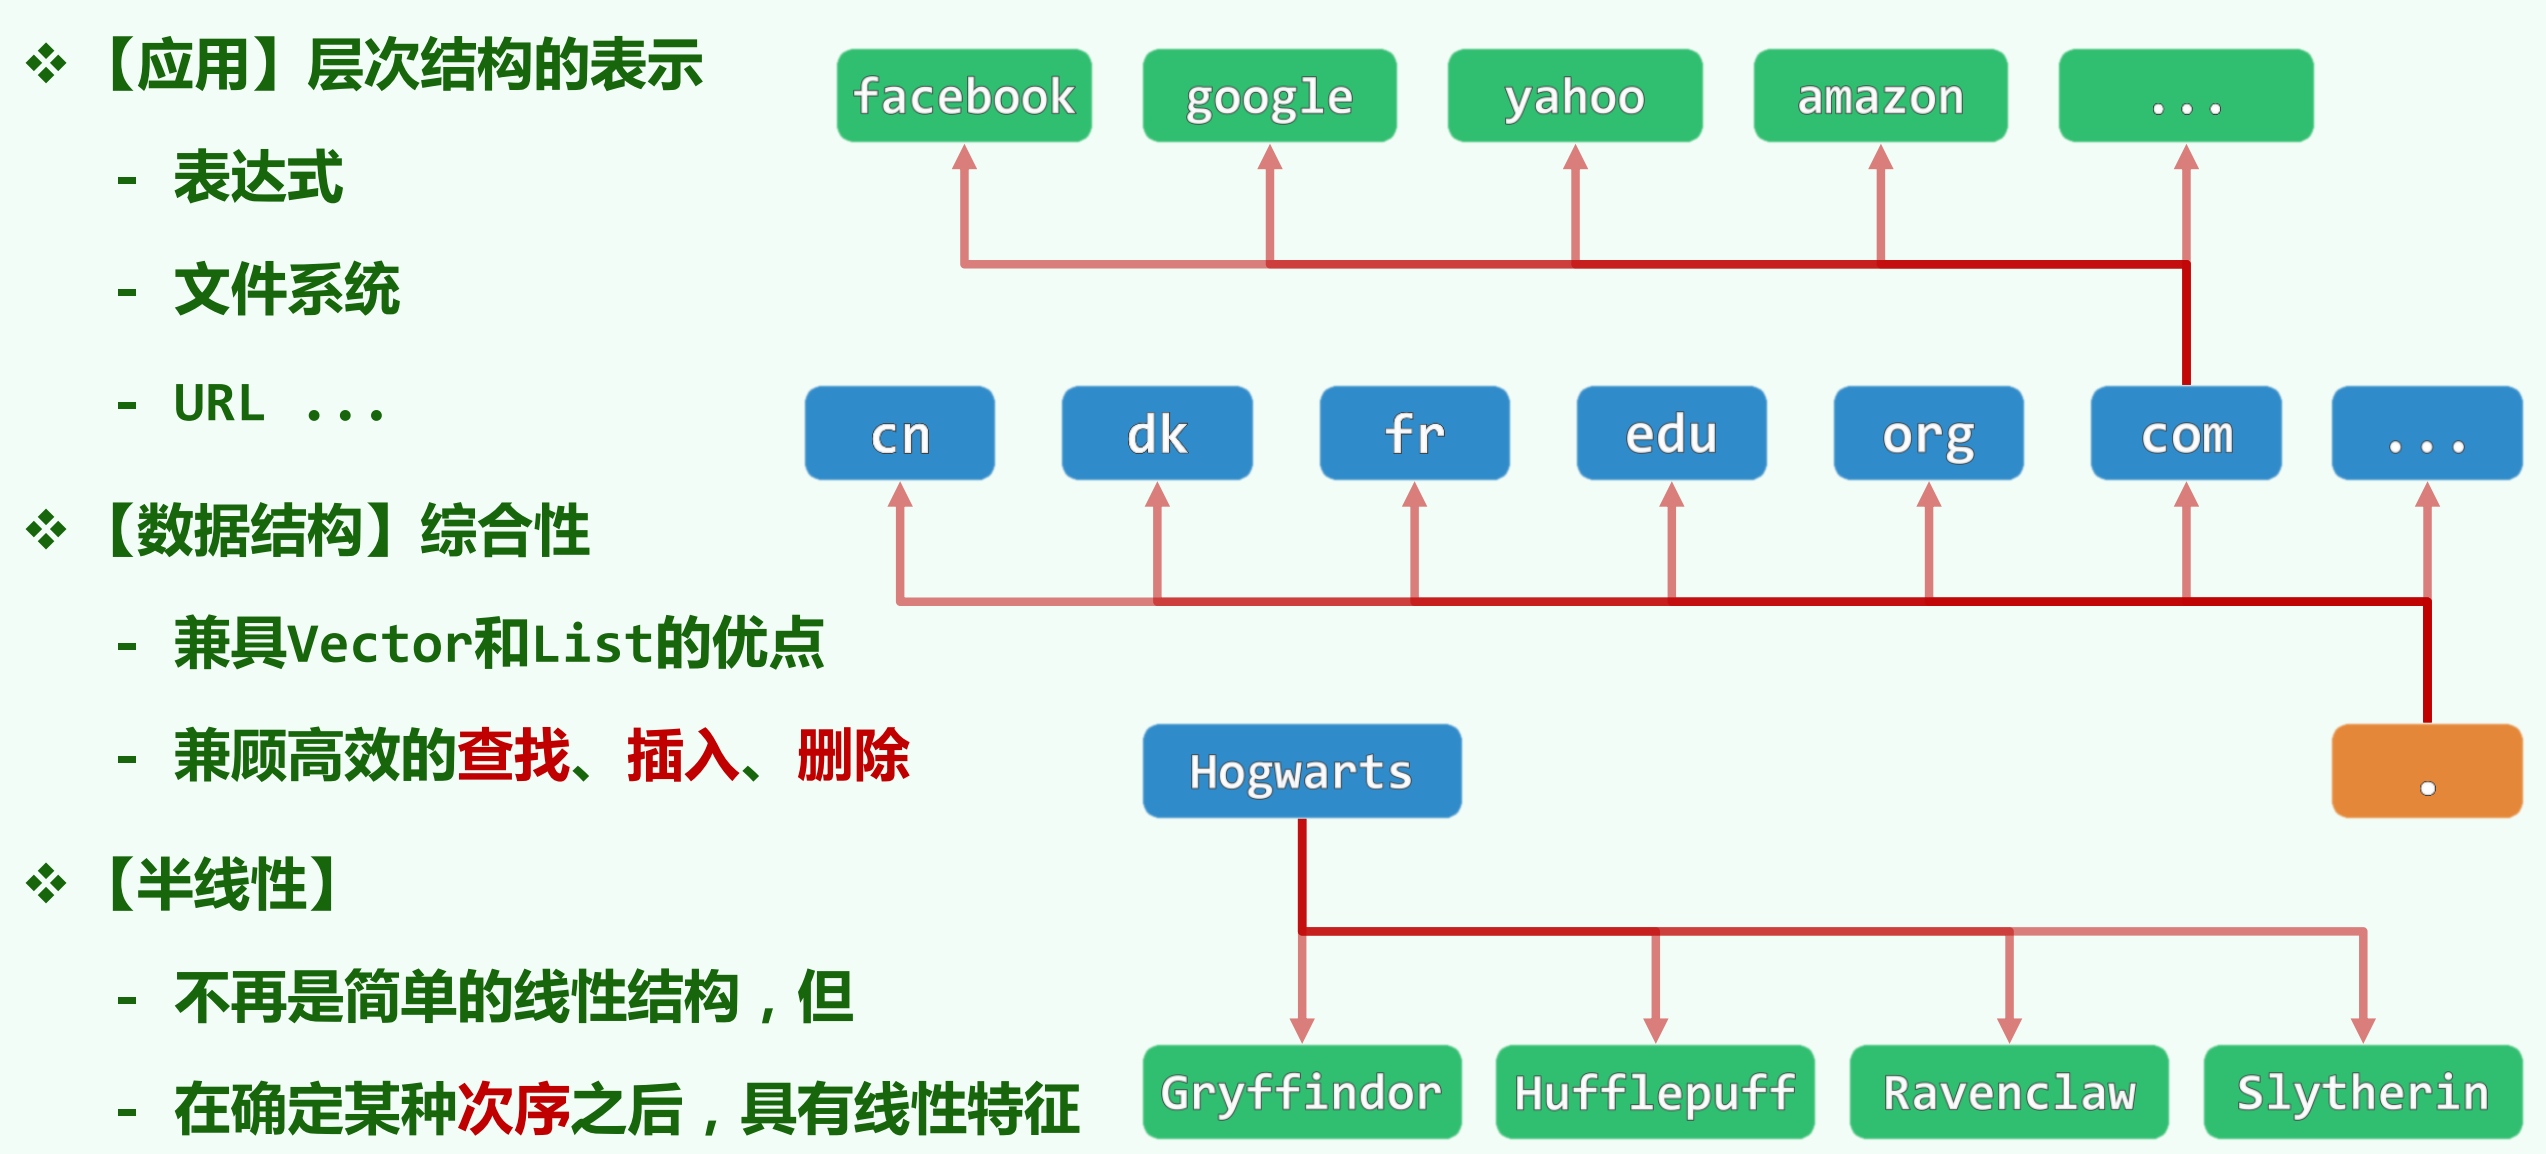 【应用】层次结构的表示
- 表达式
- 文件系统
- URL ...
【数据结构】综合性
- 兼具Vector和List的优点
- 兼顾高效的查找、插入、删除
【半线性】
- 不再是简单的线性结构，但
- 在确定某种次序之后，具有线性特征
facebook google yahoo amazon ...
cn dk fr edu org com ...
.
Hogwarts
Gryffindor Hufflepuff Ravenclaw Slytherin